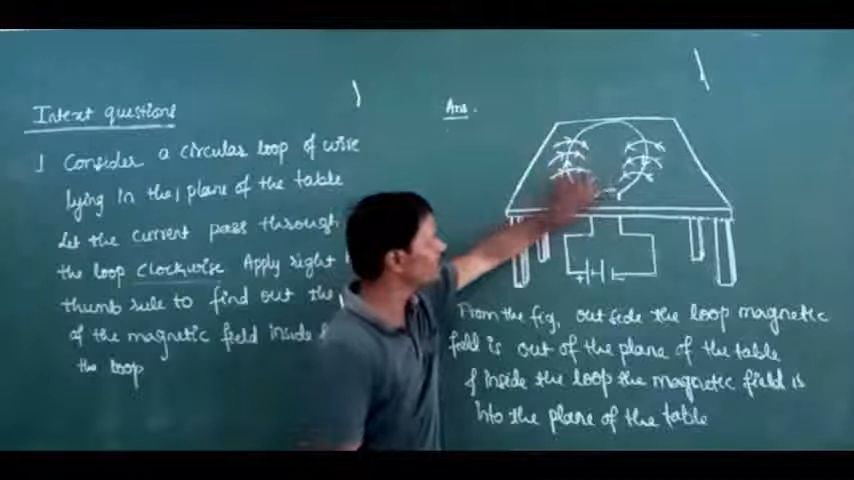 Intext questions
1 Consider a circular loop of wire
lying in the plane of the table
Let the current pass through
the loop clockwise Apply right
thumb rule to find out the
of the magnetic field inside
the loop
Ans.
+ -
From the fig, out side the loop magnetic
field is out of the plane of the table
& inside the loop the magnetic field is
into the plane of the table